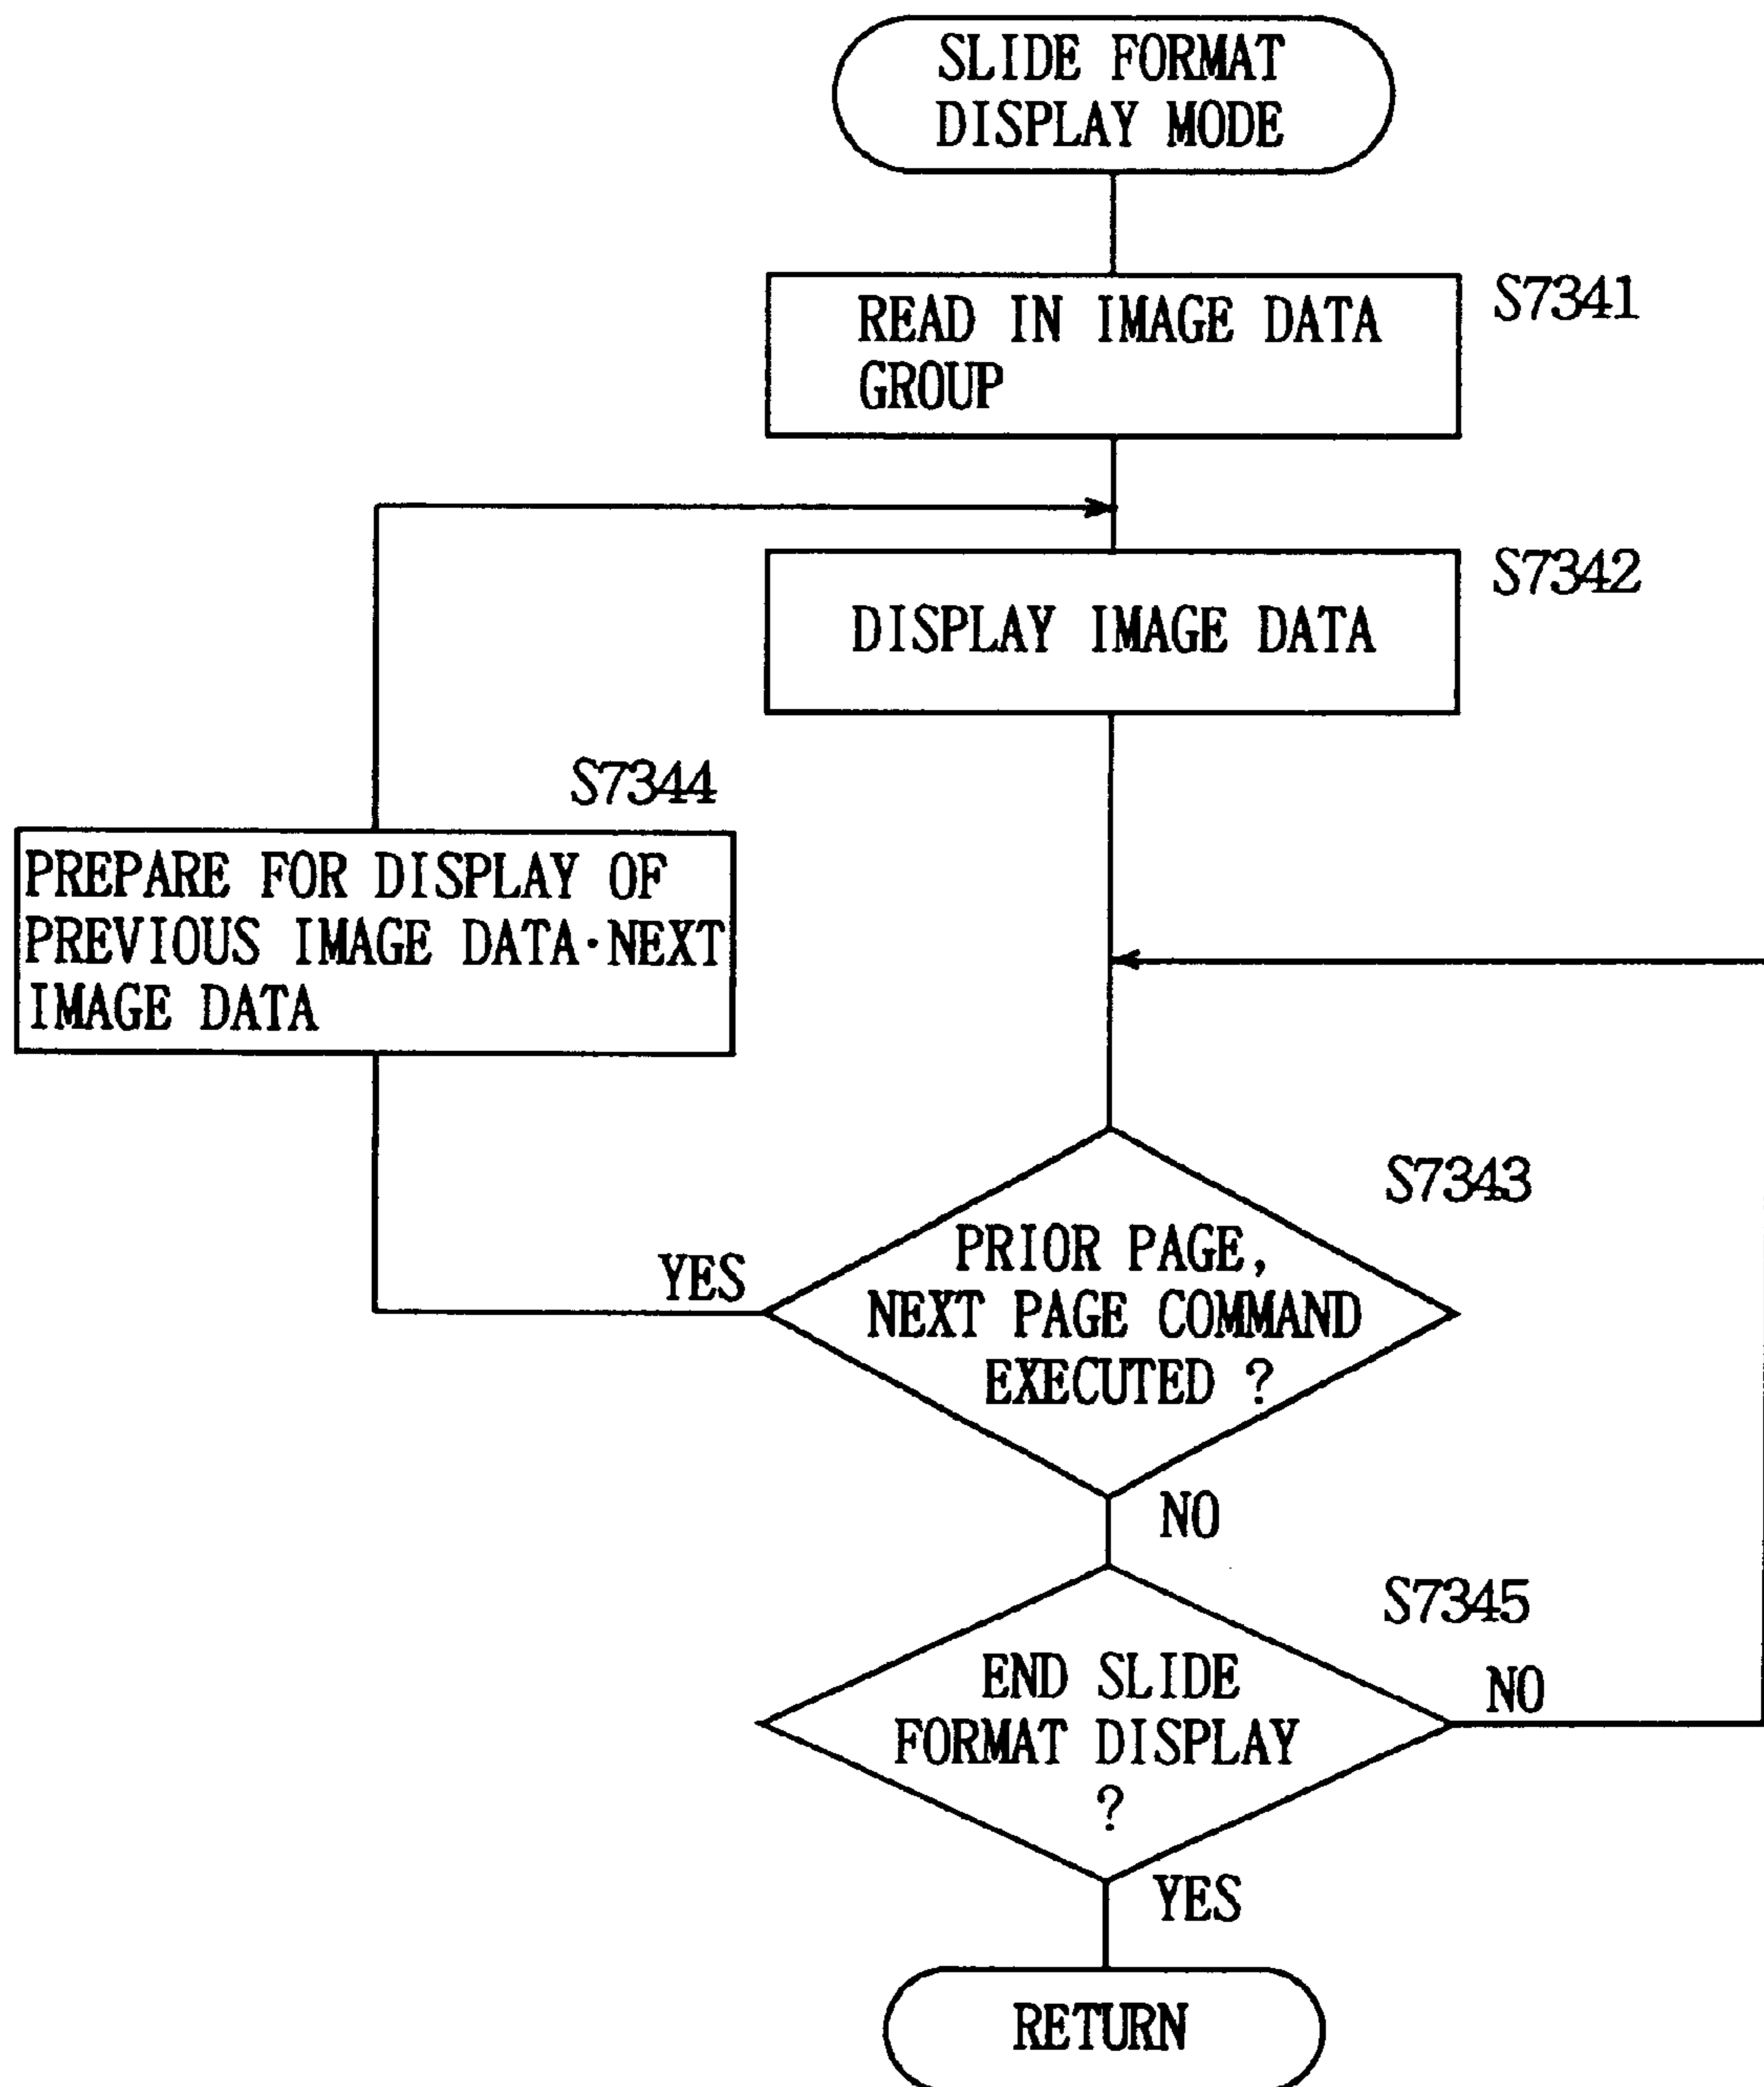 SLIDE FORMAT
DISPLAY MODE
S7341
READ IN IMAGE DATA
GROUP
S7342
DISPLAY IMAGE DATA
S7344
PREPARE FOR DISPLAY OF
PREVIOUS IMAGE DATA·NEXT
IMAGE DATA
S7343
PRIOR PAGE,
NEXT PAGE COMMAND
EXECUTED ?
YES
NO
S7345
END SLIDE
FORMAT DISPLAY
?
NO
YES
RETURN